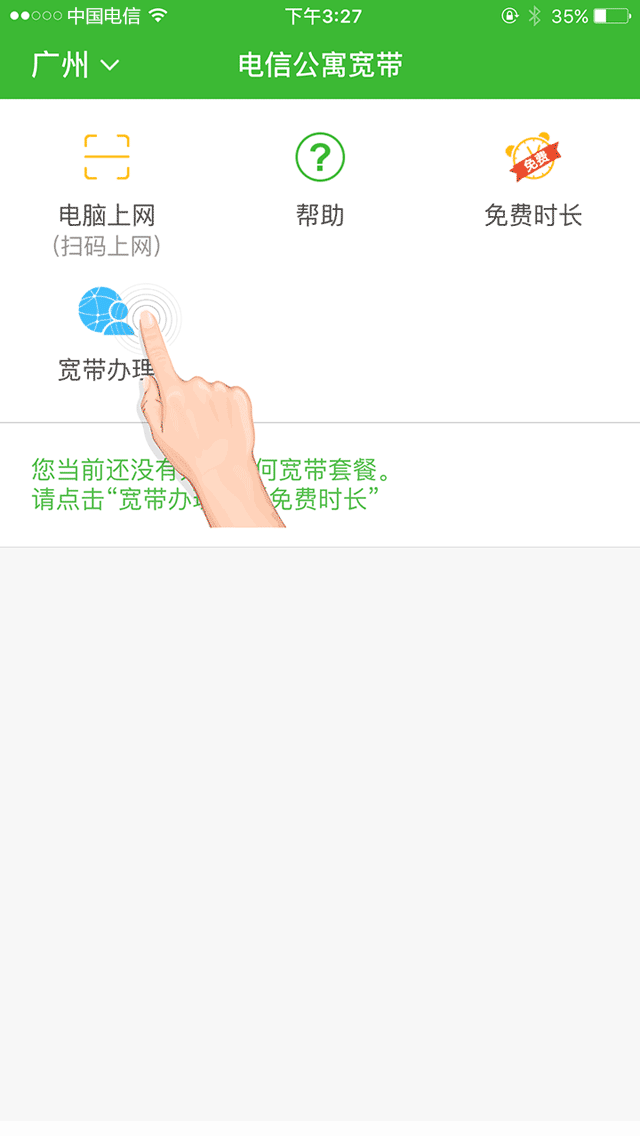 中国电信
下午3:27
35%
广州
电信公寓宽带
电脑上网
(扫码上网)
帮助
免费
免费时长
宽带办理
您当前还没有 何宽带套餐。
请点击“宽带办 免费时长”